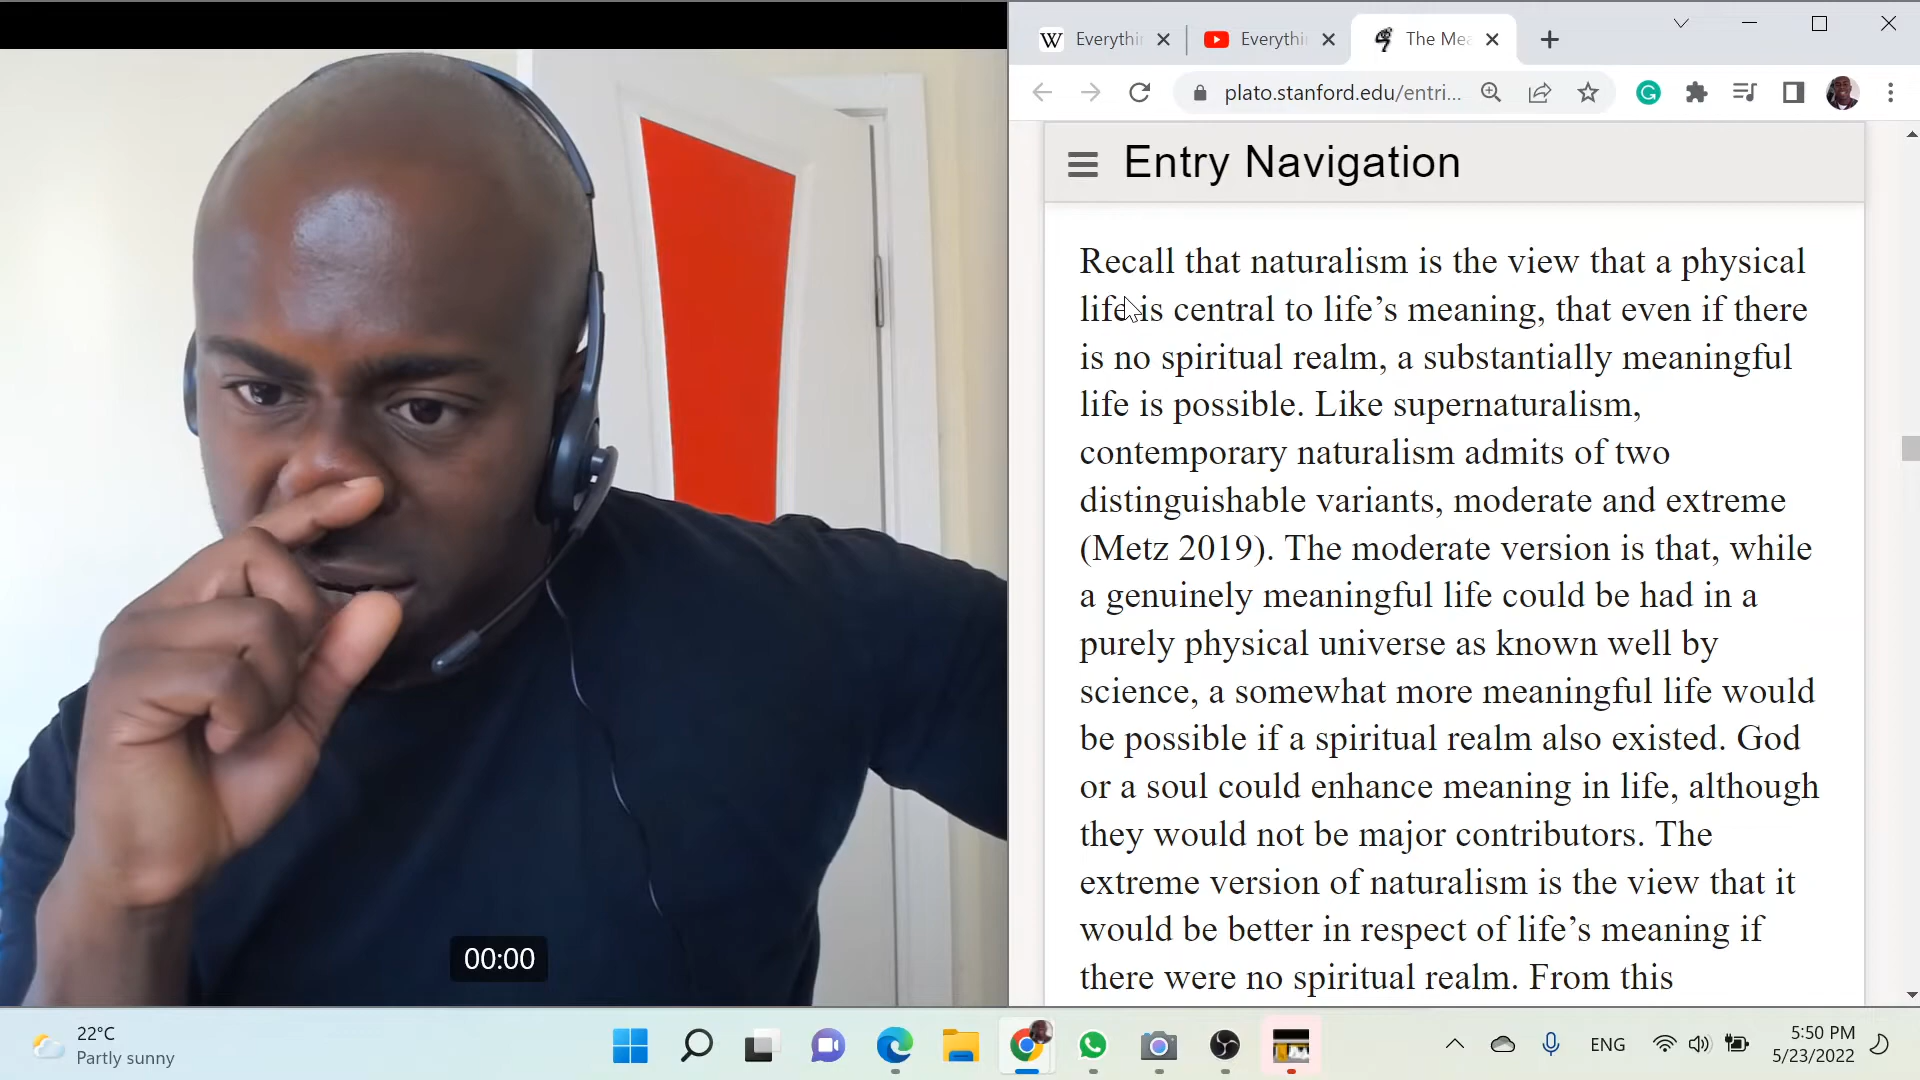 Everythi
Everythi
The Mea
plato.stanford.edu/entri...
Entry Navigation
Recall that naturalism is the view that a physical
life is central to life’s meaning, that even if there
is no spiritual realm, a substantially meaningful
life is possible. Like supernaturalism,
contemporary naturalism admits of two
distinguishable variants, moderate and extreme
(Metz 2019). The moderate version is that, while
a genuinely meaningful life could be had in a
purely physical universe as known well by
science, a somewhat more meaningful life would
be possible if a spiritual realm also existed. God
or a soul could enhance meaning in life, although
they would not be major contributors. The
extreme version of naturalism is the view that it
would be better in respect of life’s meaning if
there were no spiritual realm. From this
00:00
22°C
Partly sunny
ENG
5:50 PM
5/23/2022